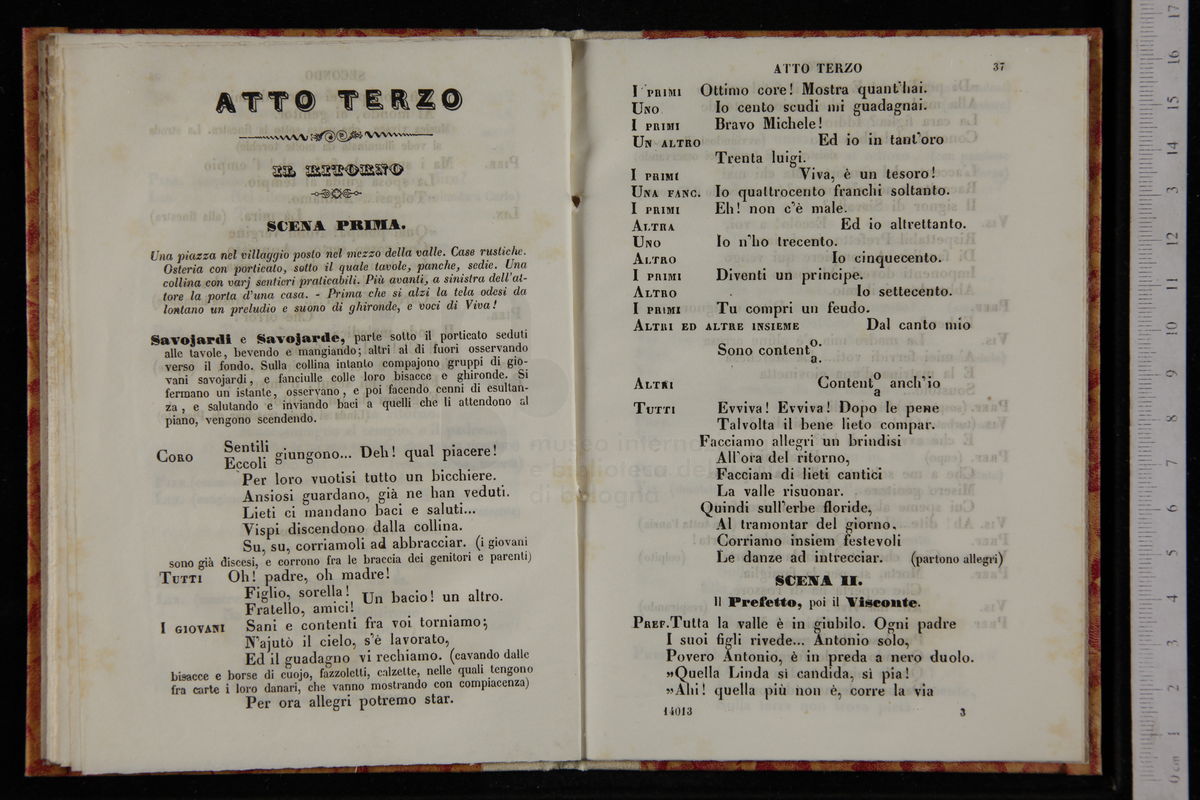 ATTO TERZO
IL RITORNO
SCENA PRIMA.
Una piazza nel villaggio posto nel mezzo della valle. Case rustiche.
Osteria con porticato, sotto il quale tavole, panche, sedie. Una
collina con varj sentieri praticabili. Più avanti, a sinistra dell'at-
tore la porta d'una casa. - Prima che si alzi la tela odesi da
lontano un preludio e suono di ghironde, e voci di Viva!
Savojardi e Savojarde, parte sotto il porticato seduti
alle tavole, bevendo e mangiando; altri al di fuori osservando
verso il fondo. Sulla collina intanto compajono gruppi di gio-
vani savojardi, e fanciulle colle loro bisacce e ghironde. Si
fermano un istante, osservano, e poi facendo cenni di esultan-
za, e salutando e inviando baci a quelli che li attendono al
piano, vengono scendendo.
CORO Sentili
Eccoli giungono... Deh! qual piacere!
Per loro vuotisi tutto un bicchiere.
Ansiosi guardano, già ne han veduti.
Lieti ci mandano baci e saluti...
Vispi discendono dalla collina.
Su, su, corriamoli ad abbracciar. (i giovani
sono già discesi, e corrono fra le braccia dei genitori e parenti)
TUTTI Oh! padre, oh madre!
Figlio, sorella! Un bacio! un altro.
Fratello, amici!
I GIOVANI Sani e contenti fra voi torniamo;
N'ajutò il cielo, s'è lavorato,
Ed il guadagno vi rechiamo. (cavando dalle
bisacce e borse di cuojo, fazzoletti, calzette, nelle quali tengono
fra carte i loro danari, che vanno mostrando con compiacenza)
Per ora allegri potremo star.
ATTO TERZO 37
I PRIMI Ottimo core! Mostra quant'hai.
UNO Io cento scudi mi guadagnai.
I PRIMI Bravo Michele!
UN ALTRO Ed io in tant'oro
Trenta luigi.
I PRIMI Viva, è un tesoro!
UNA FANC. Io quattrocento franchi soltanto.
I PRIMI Eh! non c'è male.
ALTRA Ed io altrettanto.
UNO Io n'ho trecento.
ALTRO Io cinquecento.
I PRIMI Diventi un principe.
ALTRO Io settecento.
I PRIMI Tu compri un feudo.
ALTRI ED ALTRE INSIEME Dal canto mio
Sono content o.
a.
ALTRI Content o anch'io
a
TUTTI Evviva! Evviva! Dopo le pene
Talvolta il bene lieto compar.
Facciamo allegri un brindisi
All'ora del ritorno,
Facciam di lieti cantici
La valle risuonar.
Quindi sull'erbe floride,
Al tramontar del giorno,
Corriamo insiem festevoli
Le danze ad intrecciar. (partono allegri)
SCENA II.
Il Prefetto, poi il Visconte.
PREF. Tutta la valle è in giubilo. Ogni padre
I suoi figli rivede... Antonio solo,
Povero Antonio, è in preda a nero duolo.
»Quella Linda sì candida, sì pia!
»Ahi! quella più non è, corre la via
14013 3
museo interna
e biblioteca de
di bologna